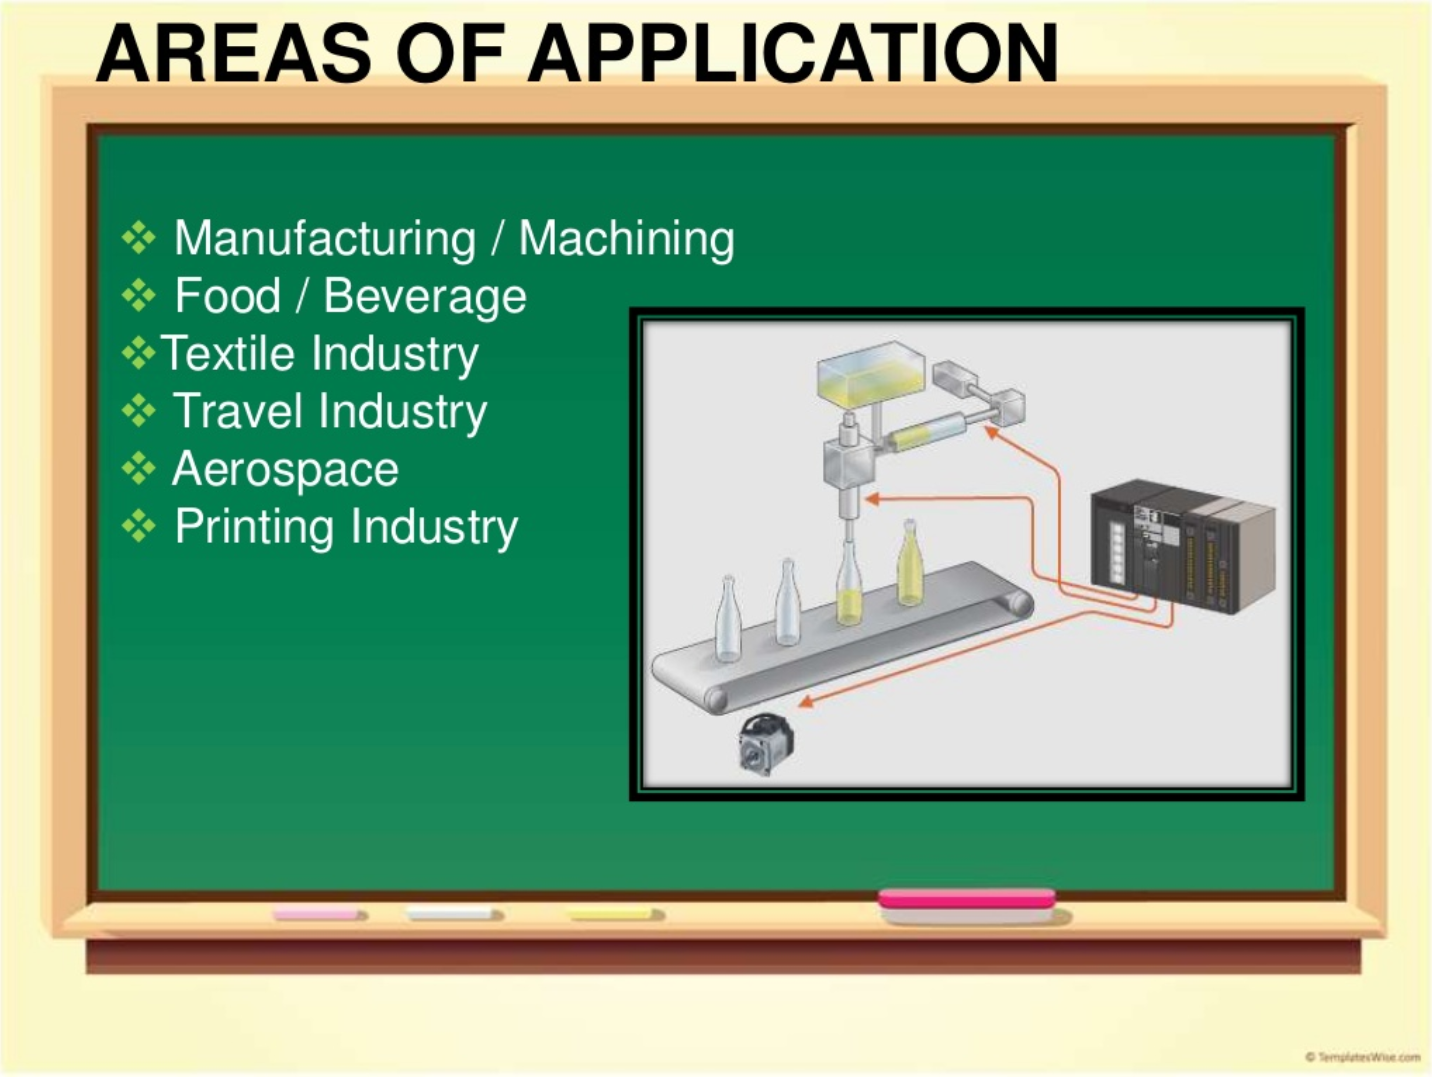 AREAS OF APPLICATION
❖ Manufacturing / Machining
❖ Food / Beverage
❖Textile Industry
❖ Travel Industry
❖ Aerospace
❖ Printing Industry
© TemplatesWise.com